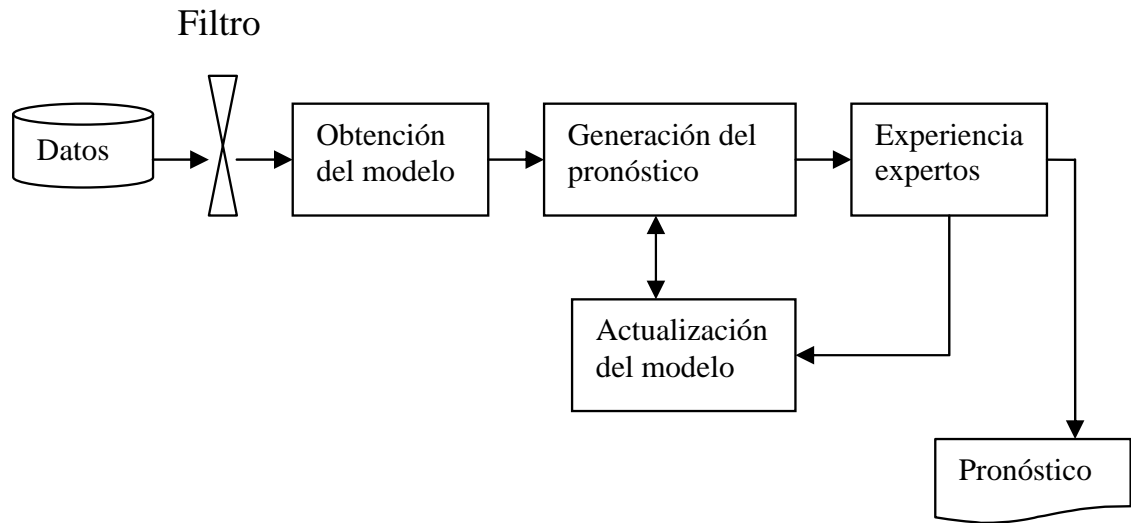 Filtro
Datos
Obtención
del modelo
Generación del
pronóstico
Experiencia
expertos
Actualización
del modelo
Pronóstico